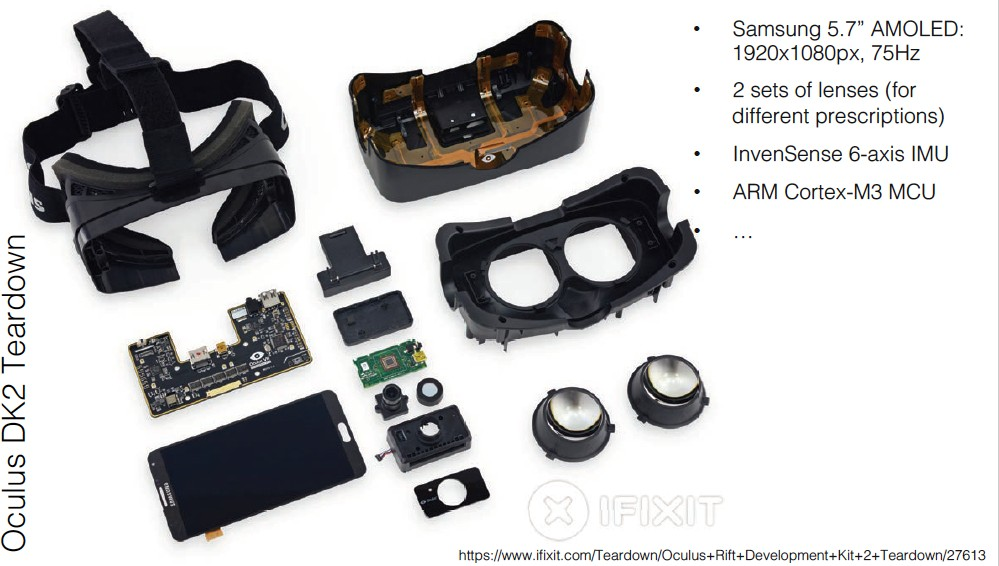 Oculus DK2 Teardown
• Samsung 5.7” AMOLED:
1920x1080px, 75Hz
• 2 sets of lenses (for
different prescriptions)
• InvenSense 6-axis IMU
• ARM Cortex-M3 MCU
• …
SAMSUNG
IFIXIT
https://www.ifixit.com/Teardown/Oculus+Rift+Development+Kit+2+Teardown/27613